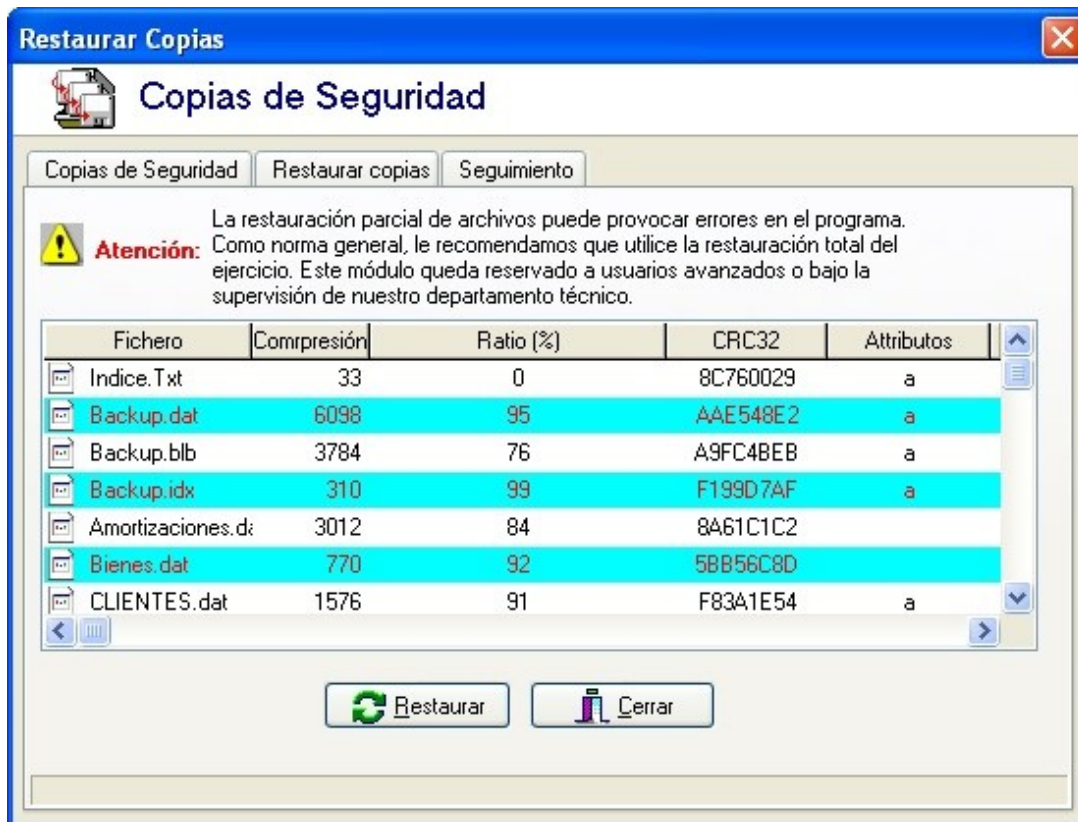 Restaurar Copias
Copias de Seguridad
Copias de Seguridad Restaurar copias Seguimiento
Atención: La restauración parcial de archivos puede provocar errores en el programa.
Como norma general, le recomendamos que utilice la restauración total del
ejercicio. Este módulo queda reservado a usuarios avanzados o bajo la
supervisión de nuestro departamento técnico.
Fichero Comrpresión Ratio (%) CRC32 Attributos
Indice.Txt 33 0 8C760029 a
Backup.dat 6098 95 AAE548E2 a
Backup.blb 3784 76 A9FC4BEB a
Backup.idx 310 99 F199D7AF a
Amortizaciones.da 3012 84 8A61C1C2
Bienes.dat 770 92 5BB56C8D
CLIENTES.dat 1576 91 F83A1E54 a
Restaurar Cerrar